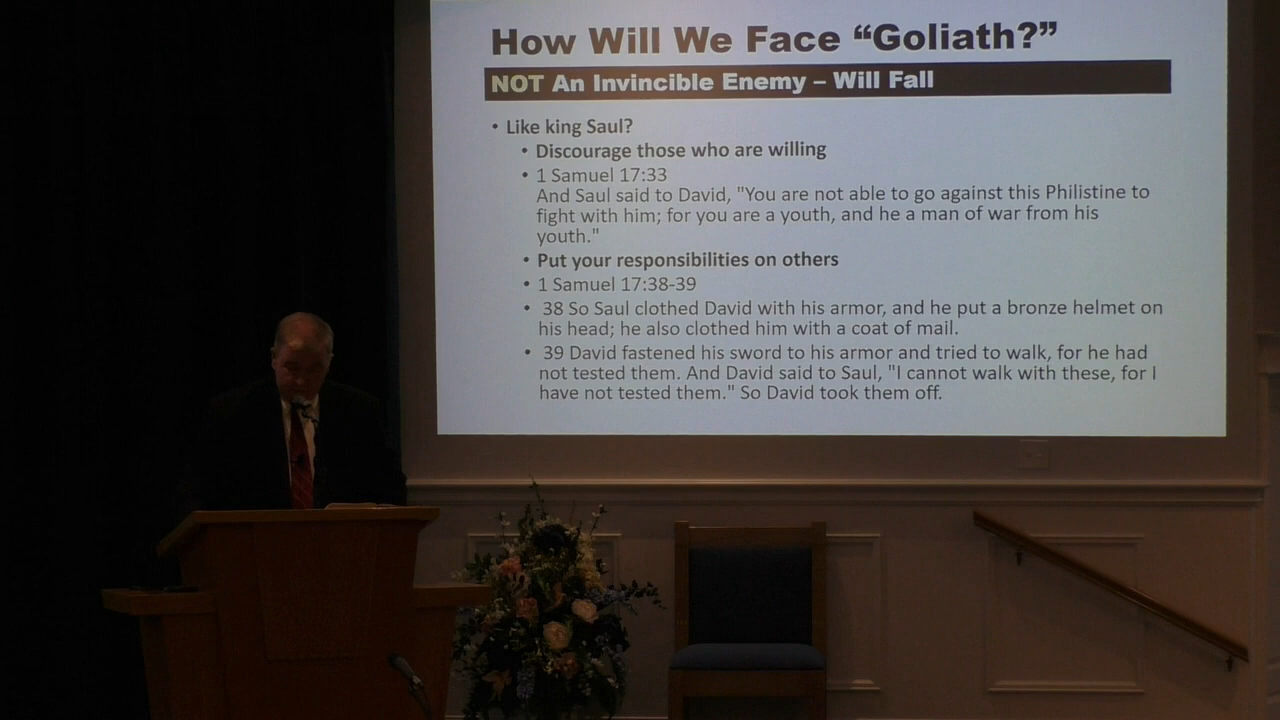 How Will We Face “Goliath?”
NOT An Invincible Enemy – Will Fall
• Like king Saul?
• Discourage those who are willing
• 1 Samuel 17:33
And Saul said to David, "You are not able to go against this Philistine to
fight with him; for you are a youth, and he a man of war from his
youth."
• Put your responsibilities on others
• 1 Samuel 17:38-39
• 38 So Saul clothed David with his armor, and he put a bronze helmet on
his head; he also clothed him with a coat of mail.
• 39 David fastened his sword to his armor and tried to walk, for he had
not tested them. And David said to Saul, "I cannot walk with these, for I
have not tested them." So David took them off.